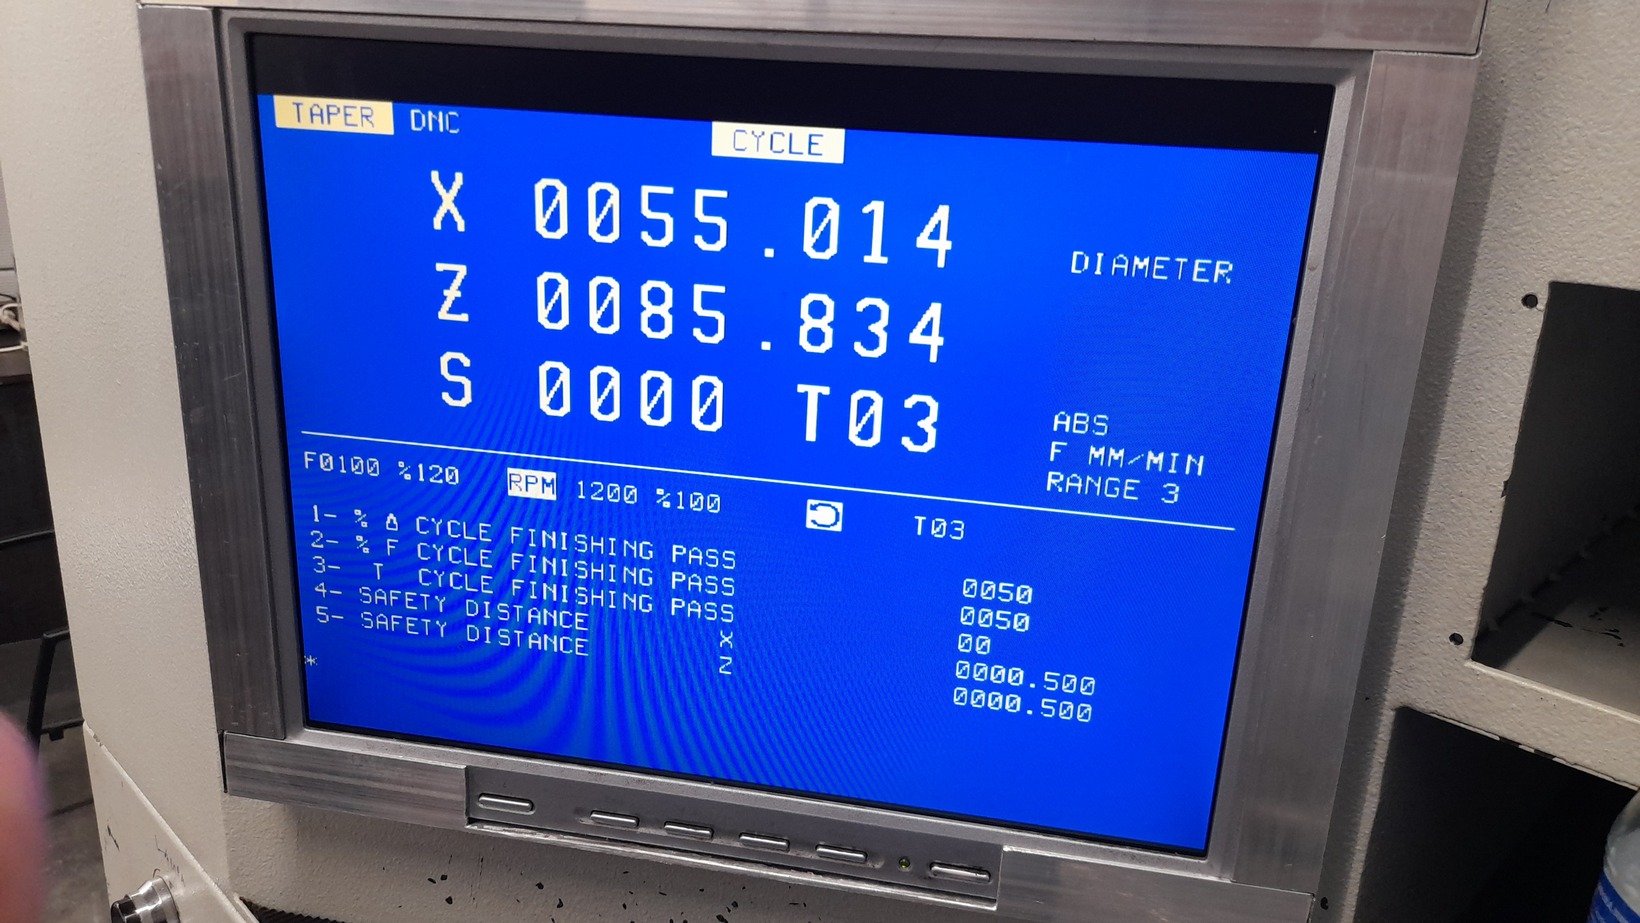 TAPER DNC
CYCLE
X 0055.014 DIAMETER
Z 0085.834
S 0000 T03
ABS
F MM/MIN
RANGE 3
F0100 %120 RPM 1200 %100 T03
1- % Δ CYCLE FINISHING PASS 0050
2- % F CYCLE FINISHING PASS 0050
3- T CYCLE FINISHING PASS 00
4- SAFETY DISTANCE X 0000.500
5- SAFETY DISTANCE Z 0000.500
*